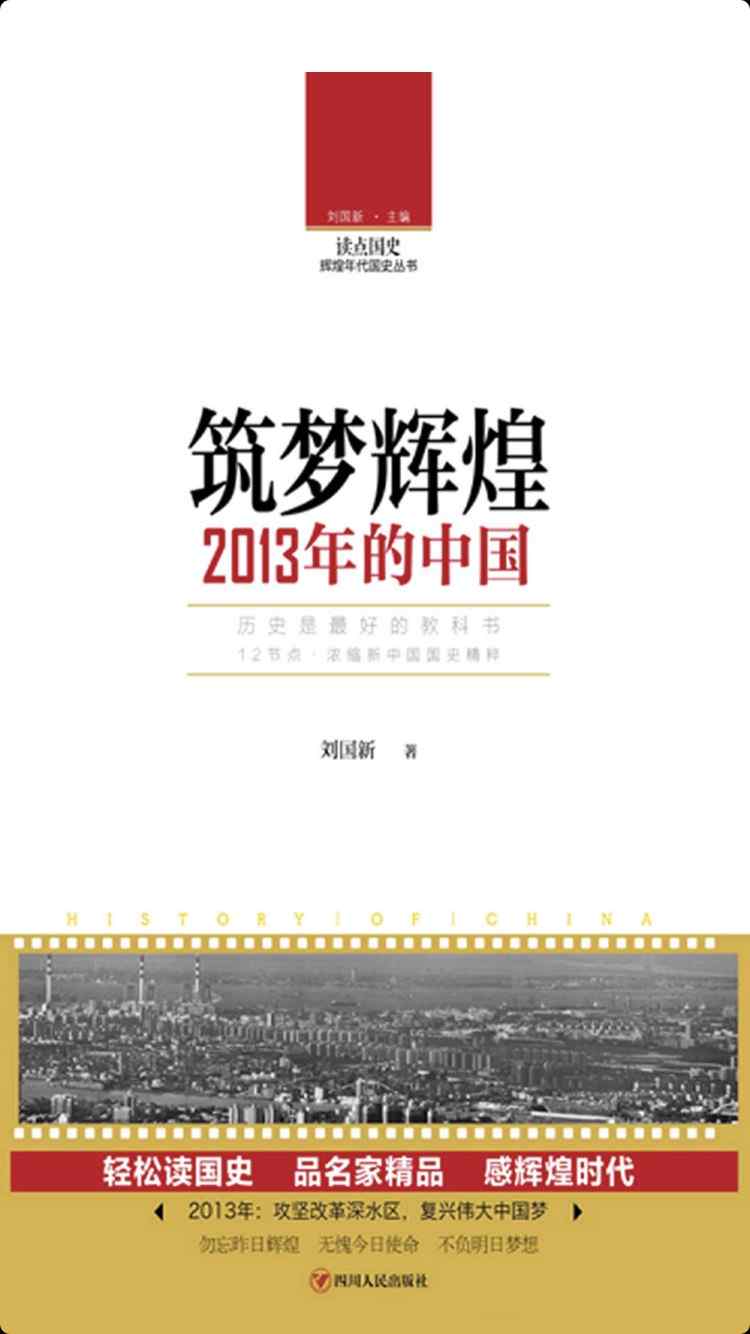 刘国新 · 主编
读点国史
辉煌年代国史丛书
筑梦辉煌
2013年的中国
历史是最好的教科书
12节点·浓缩新中国国史精粹
刘国新 著
HISTORY|OF|CHINA
轻松读国史 品名家精品 感辉煌时代
2013年：攻坚改革深水区，复兴伟大中国梦
勿忘昨日辉煌 无愧今日使命 不负明日梦想
四川人民出版社